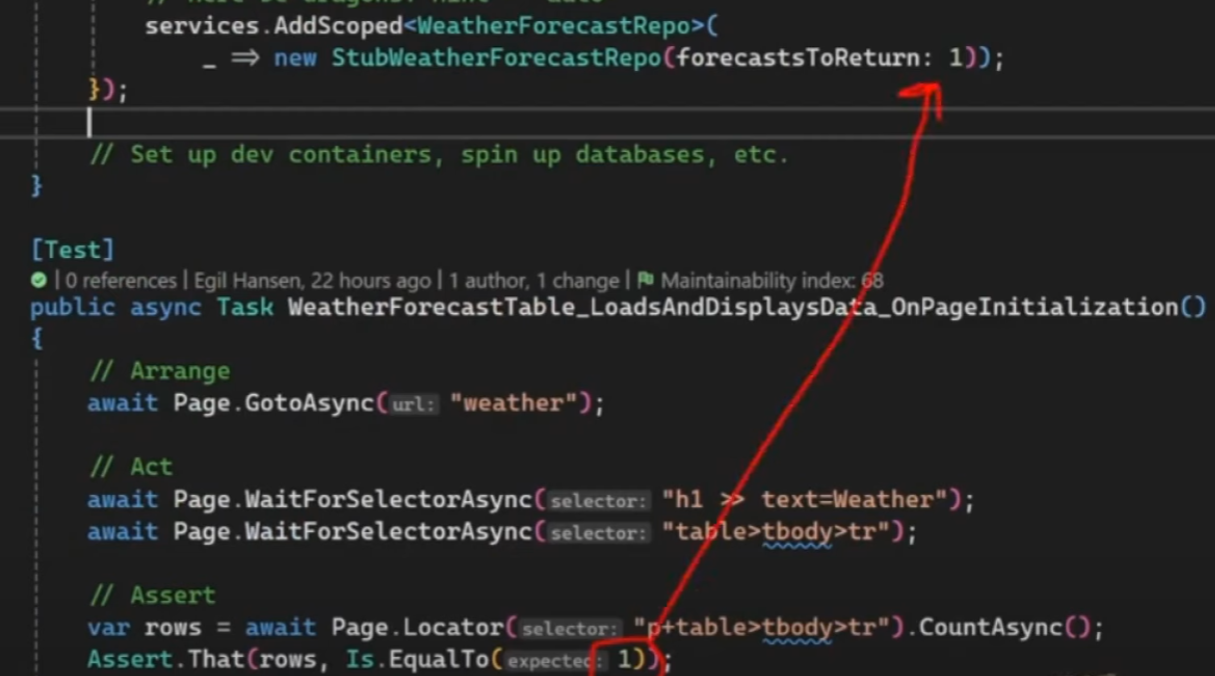 services.AddScoped<WeatherForecastRepo>(
_ => new StubWeatherForecastRepo(forecastsToReturn: 1));
});
// Set up dev containers, spin up databases, etc.
}
[Test]
| 0 references | Egil Hansen, 22 hours ago | 1 author, 1 change | Maintainability index: 68
public async Task WeatherForecastTable_LoadsAndDisplaysData_OnPageInitialization()
{
// Arrange
await Page.GotoAsync(url: "weather");
// Act
await Page.WaitForSelectorAsync(selector: "h1 >> text=Weather");
await Page.WaitForSelectorAsync(selector: "table>tbody>tr");
// Assert
var rows = await Page.Locator(selector: "p+table>tbody>tr").CountAsync();
Assert.That(rows, Is.EqualTo(expected: 1));